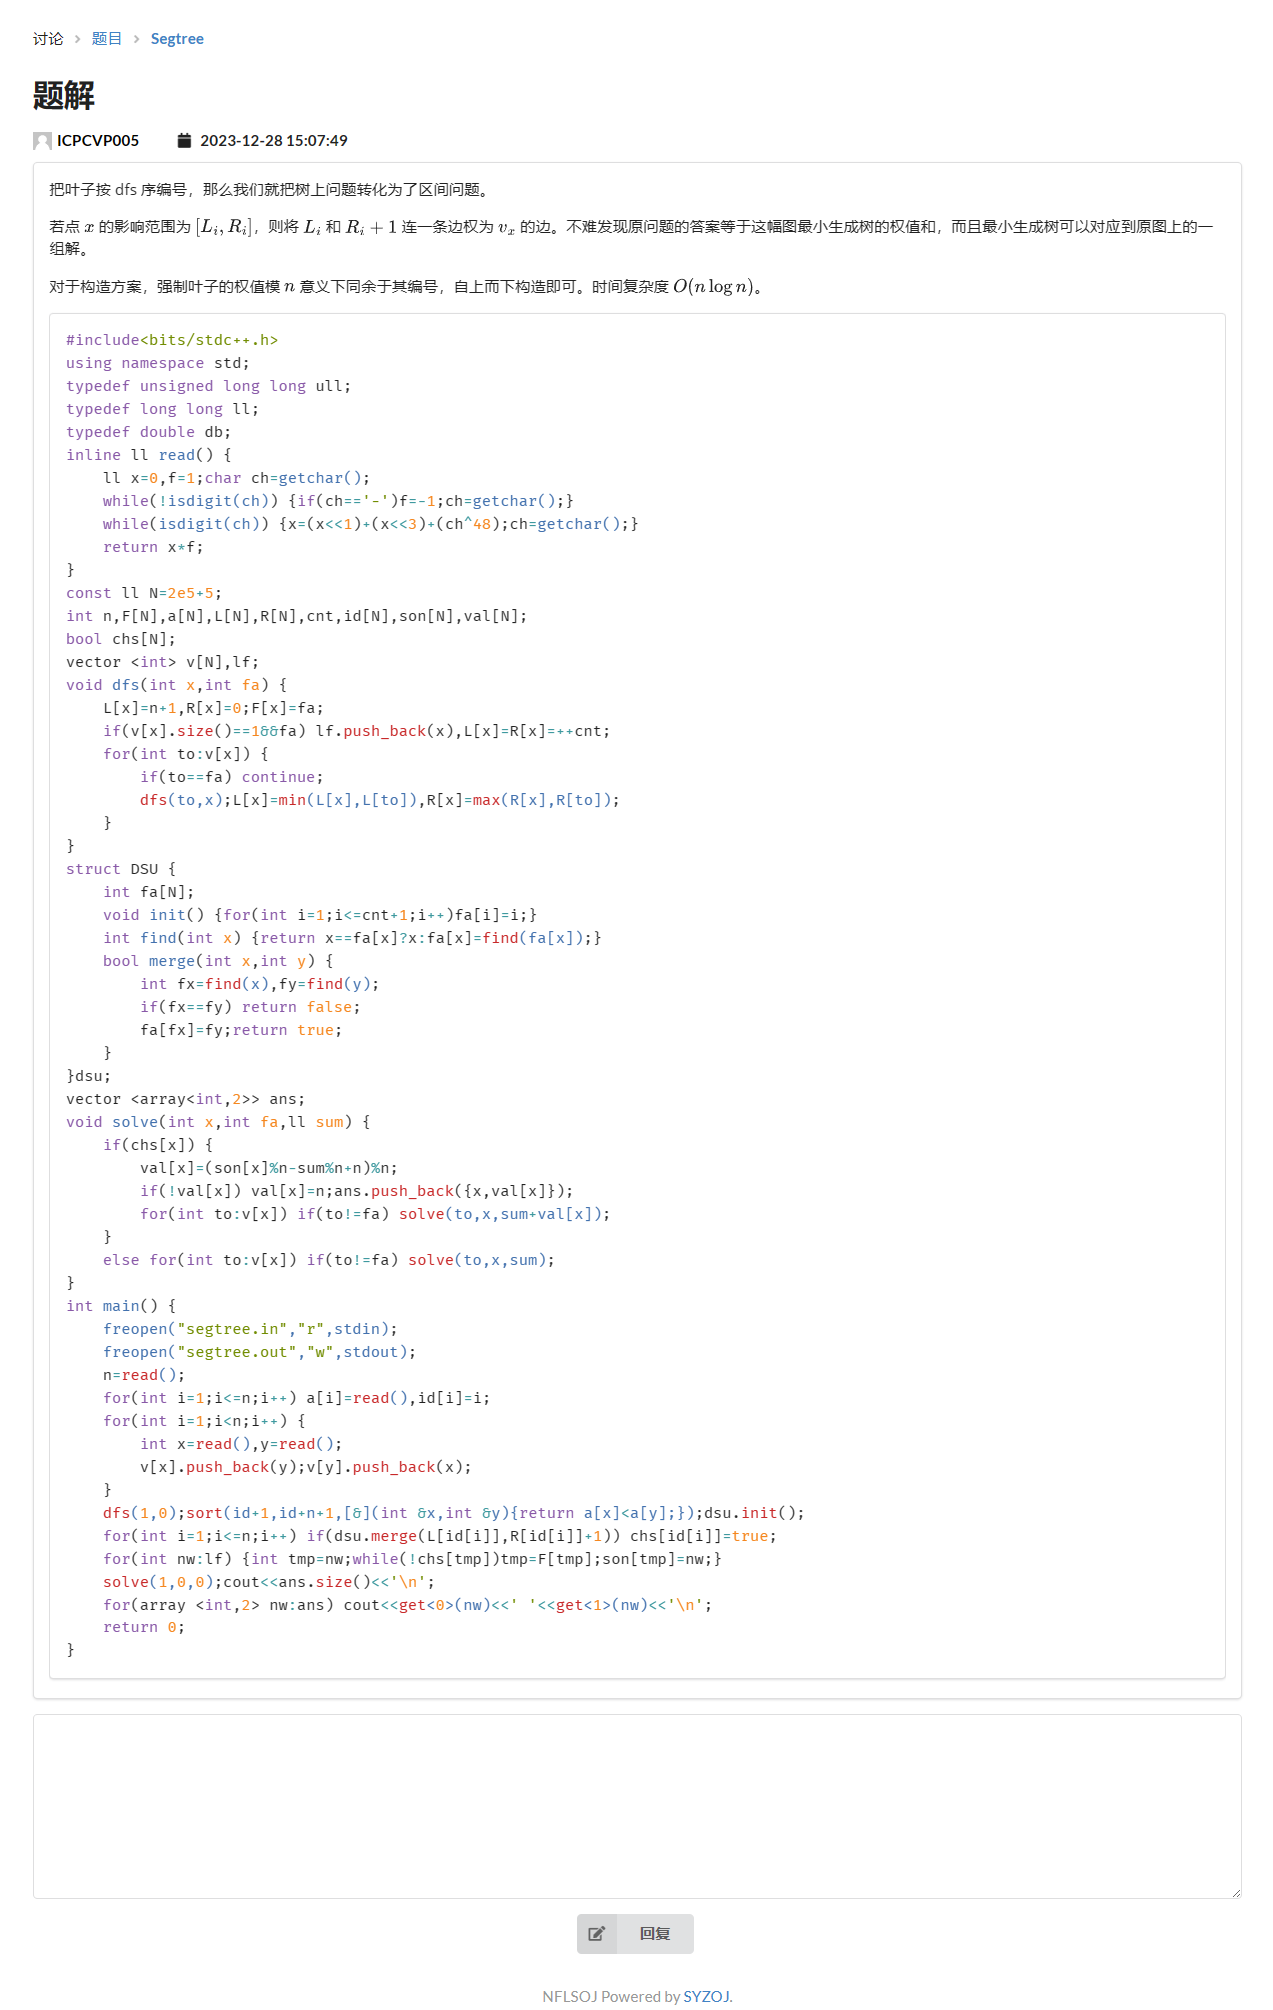 讨论 > 题目 > Segtree
题解
ICPCVP005 2023-12-28 15:07:49
把叶子按 dfs 序编号，那么我们就把树上问题转化为了区间问题。
若点 x 的影响范围为 [L_i, R_i]，则将 L_i 和 R_i + 1 连一条边权为 v_x 的边。不难发现原问题的答案等于这幅图最小生成树的权值和，而且最小生成树可以对应到原图上的一
组解。
对于构造方案，强制叶子的权值模 n 意义下同余于其编号，自上而下构造即可。时间复杂度 O(n log n)。
#include<bits/stdc++.h>
using namespace std;
typedef unsigned long long ull;
typedef long long ll;
typedef double db;
inline ll read() {
    ll x=0,f=1;char ch=getchar();
    while(!isdigit(ch)) {if(ch=='-')f=-1;ch=getchar();}
    while(isdigit(ch)) {x=(x<<1)+(x<<3)+(ch^48);ch=getchar();}
    return x*f;
}
const ll N=2e5+5;
int n,F[N],a[N],L[N],R[N],cnt,id[N],son[N],val[N];
bool chs[N];
vector <int> v[N],lf;
void dfs(int x,int fa) {
    L[x]=n+1,R[x]=0;F[x]=fa;
    if(v[x].size()==1&&fa) lf.push_back(x),L[x]=R[x]=++cnt;
    for(int to:v[x]) {
        if(to==fa) continue;
        dfs(to,x);L[x]=min(L[x],L[to]),R[x]=max(R[x],R[to]);
    }
}
struct DSU {
    int fa[N];
    void init() {for(int i=1;i<=cnt+1;i++)fa[i]=i;}
    int find(int x) {return x==fa[x]?x:fa[x]=find(fa[x]);}
    bool merge(int x,int y) {
        int fx=find(x),fy=find(y);
        if(fx==fy) return false;
        fa[fx]=fy;return true;
    }
}dsu;
vector <array<int,2>> ans;
void solve(int x,int fa,ll sum) {
    if(chs[x]) {
        val[x]=(son[x]%n-sum%n+n)%n;
        if(!val[x]) val[x]=n;ans.push_back({x,val[x]});
        for(int to:v[x]) if(to!=fa) solve(to,x,sum+val[x]);
    }
    else for(int to:v[x]) if(to!=fa) solve(to,x,sum);
}
int main() {
    freopen("segtree.in","r",stdin);
    freopen("segtree.out","w",stdout);
    n=read();
    for(int i=1;i<=n;i++) a[i]=read(),id[i]=i;
    for(int i=1;i<n;i++) {
        int x=read(),y=read();
        v[x].push_back(y);v[y].push_back(x);
    }
    dfs(1,0);sort(id+1,id+n+1,[&](int &x,int &y){return a[x]<a[y];});dsu.init();
    for(int i=1;i<=n;i++) if(dsu.merge(L[id[i]],R[id[i]]+1)) chs[id[i]]=true;
    for(int nw:lf) {int tmp=nw;while(!chs[tmp])tmp=F[tmp];son[tmp]=nw;}
    solve(1,0,0);cout<<ans.size()<<'\n';
    for(array <int,2> nw:ans) cout<<get<0>(nw)<<' '<<get<1>(nw)<<'\n';
    return 0;
}
回复
NFLSOJ Powered by SYZOJ.